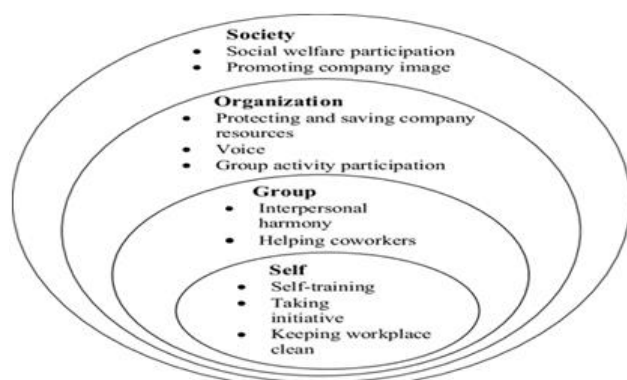 Society
• Social welfare participation
• Promoting company image
Organization
• Protecting and saving company
resources
• Voice
• Group activity participation
Group
• Interpersonal
harmony
• Helping coworkers
Self
• Self-training
• Taking
initiative
• Keeping workplace
clean